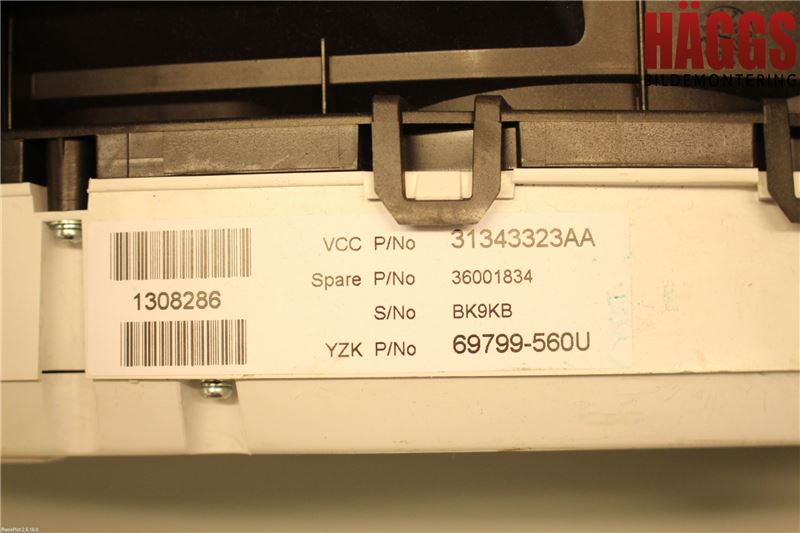 HÄGGS
BILDEMONTERING
VCC P/No 31343323AA
Spare P/No 36001834
1308286
S/No BK9KB
YZK P/No 69799-560U